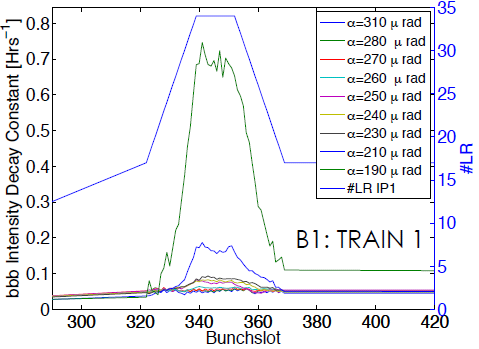 bbb Intensity Decay Constant [Hrs⁻¹]
0.8
0.7
0.6
0.5
0.4
0.3
0.2
0.1
0
35
30
25
20
15
10
5
0
#LR
α=310 μ rad
α=280 μ rad
α=270 μ rad
α=260 μ rad
α=250 μ rad
α=240 μ rad
α=230 μ rad
α=210 μ rad
α=190 μ rad
#LR IP1
B1: TRAIN 1
300 320 340 360 380 400 420
Bunchslot